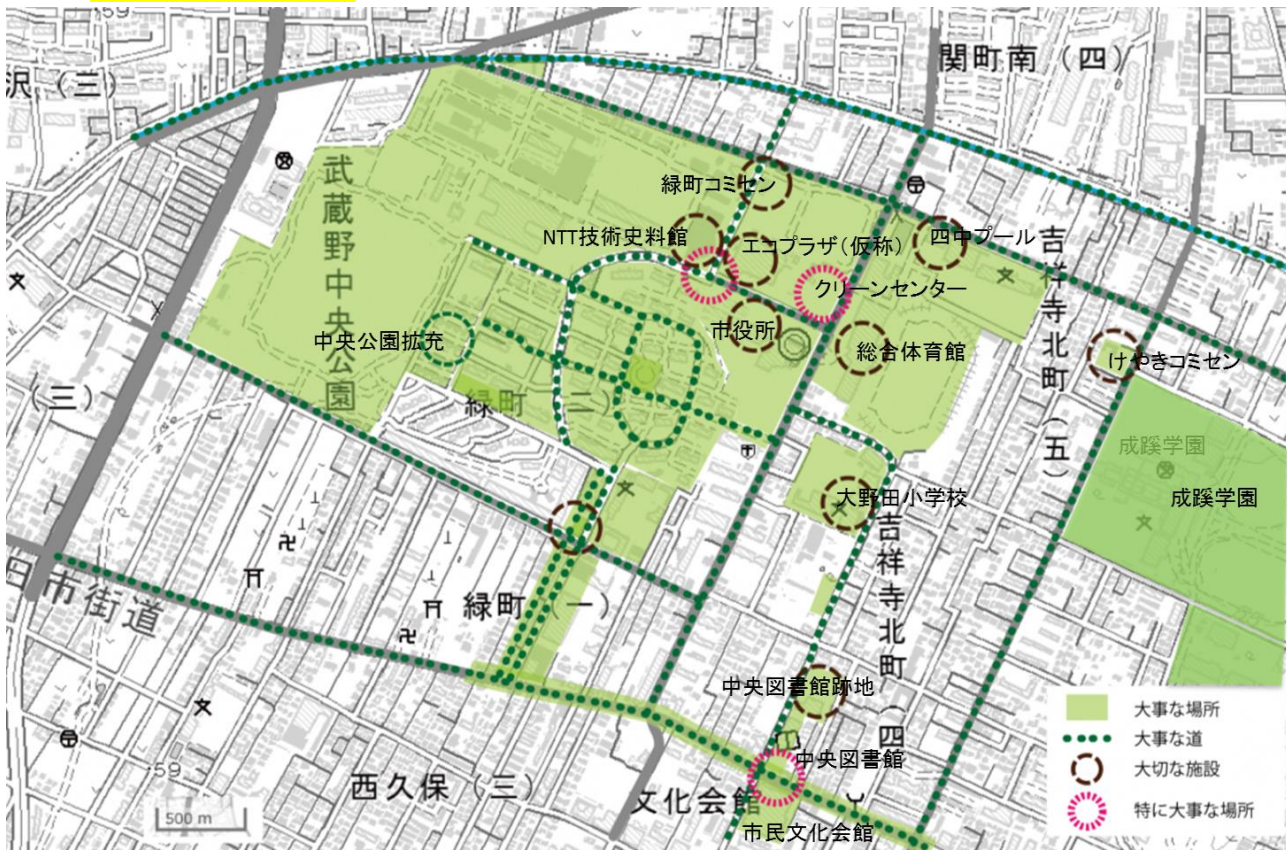 59
関町南(四)
沢(三)
武蔵野中央公園
緑町コミセン
NTT技術史料館
エコプラザ(仮称)
四中プール
吉祥寺北町(五)
クリーンセンター
市役所
中央公園拡充
総合体育館
けやきコミセン
(三)
緑町(二)
成蹊学園
成蹊学園
大野田小学校
吉祥寺北町(四)
日市街道
緑町(一)
中央図書館跡地
大事な場所
大事な道
中央図書館
大切な施設
59
西久保(三)
文化会館
特に大事な場所
500 m
市民文化会館